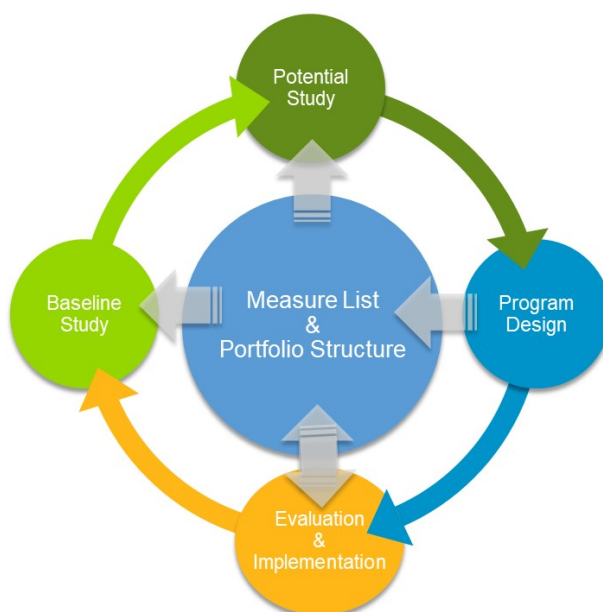 Potential
Study
Baseline
Study
Measure List
&
Portfolio Structure
Program
Design
Evaluation
&
Implementation